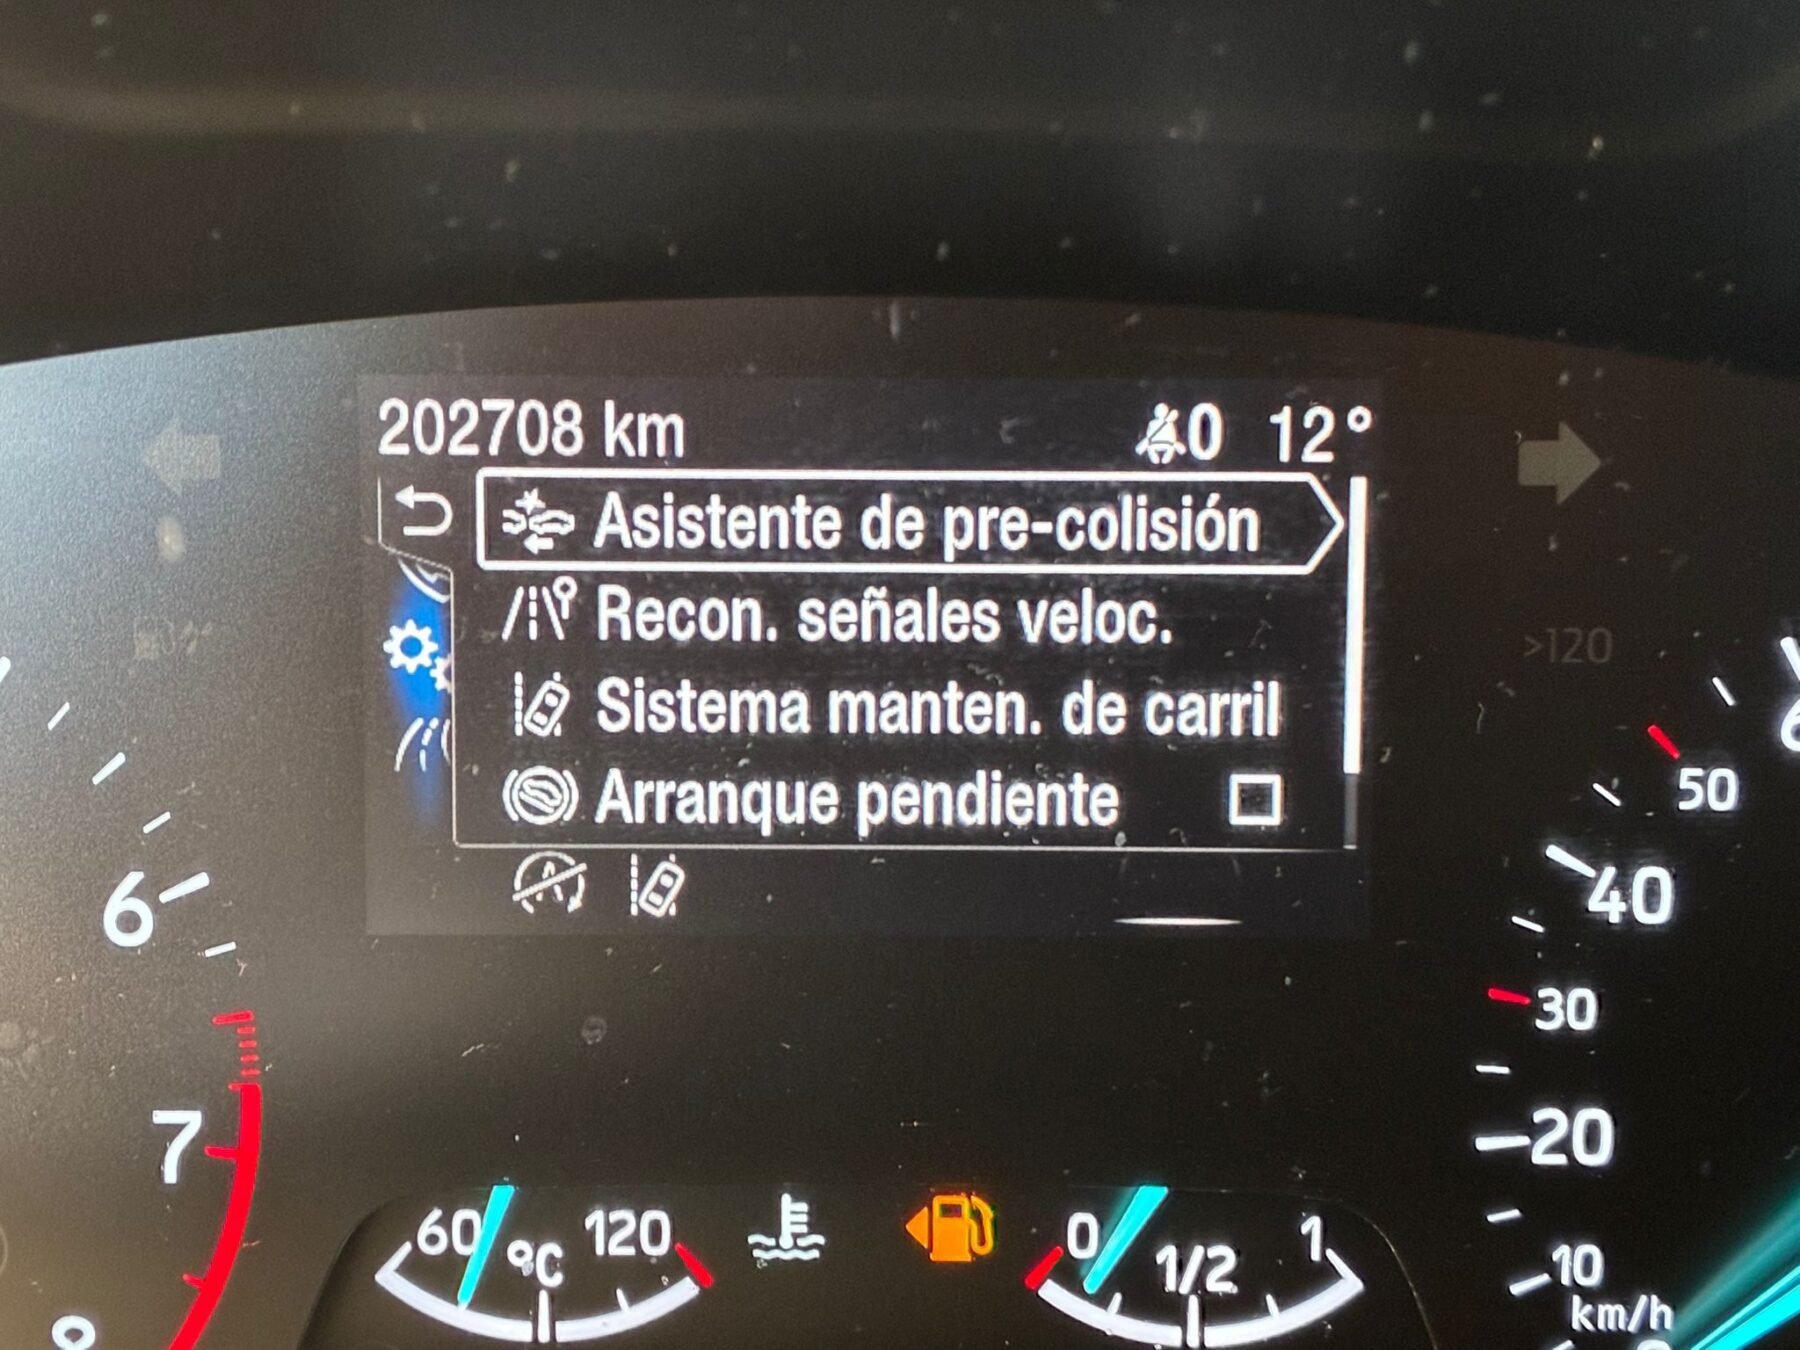 202708 km 0 12°
Asistente de pre-colisión
Recon. señales veloc.
Sistema manten. de carril
Arranque pendiente
>120
50
6
40
30
7
20
60 °C 120
0 1/2 1
10
km/h